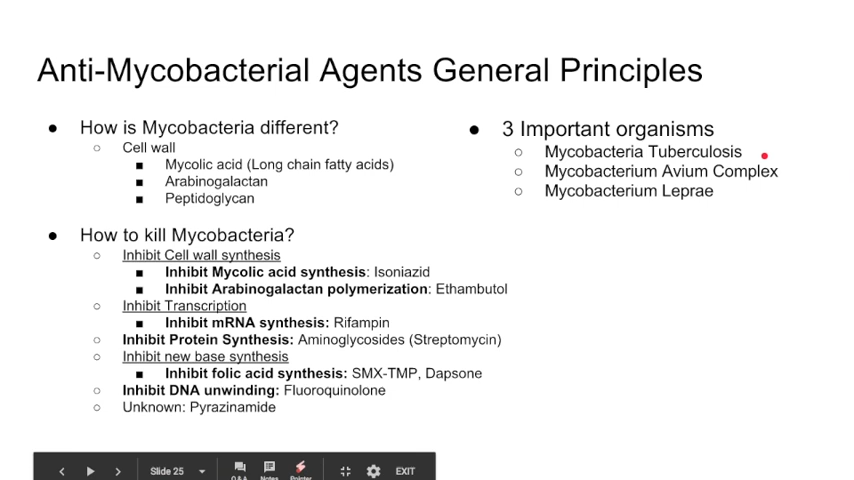 Anti-Mycobacterial Agents General Principles
● How is Mycobacteria different?
○ Cell wall
■ Mycolic acid (Long chain fatty acids)
■ Arabinogalactan
■ Peptidoglycan
● How to kill Mycobacteria?
○ Inhibit Cell wall synthesis
■ Inhibit Mycolic acid synthesis: Isoniazid
■ Inhibit Arabinogalactan polymerization: Ethambutol
○ Inhibit Transcription
■ Inhibit mRNA synthesis: Rifampin
○ Inhibit Protein Synthesis: Aminoglycosides (Streptomycin)
○ Inhibit new base synthesis
■ Inhibit folic acid synthesis: SMX-TMP, Dapsone
○ Inhibit DNA unwinding: Fluoroquinolone
○ Unknown: Pyrazinamide
● 3 Important organisms
○ Mycobacteria Tuberculosis
○ Mycobacterium Avium Complex
○ Mycobacterium Leprae
Slide 25
Q&A Notes Pointer
EXIT